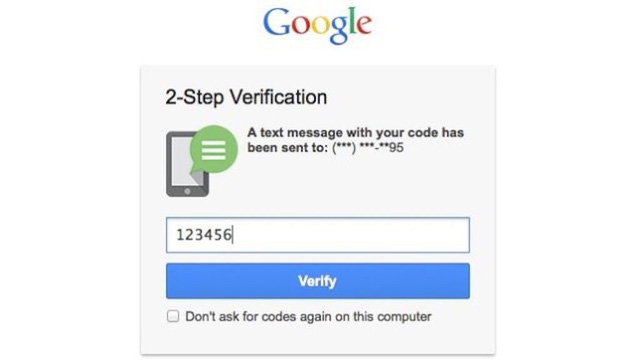 Google
2-Step Verification
A text message with your code has
been sent to: (***) ***-**95
123456
Verify
Don't ask for codes again on this computer